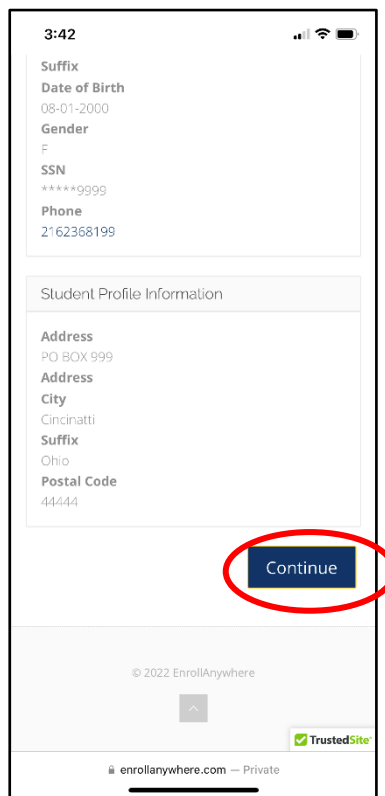 3:42
Suffix
Date of Birth
08-01-2000
Gender
F
SSN
*****9999
Phone
2162368199
Student Profile Information
Address
PO BOX 999
Address
City
Cincinatti
Suffix
Ohio
Postal Code
44444
Continue
© 2022 EnrollAnywhere
TrustedSite
enrollanywhere.com — Private